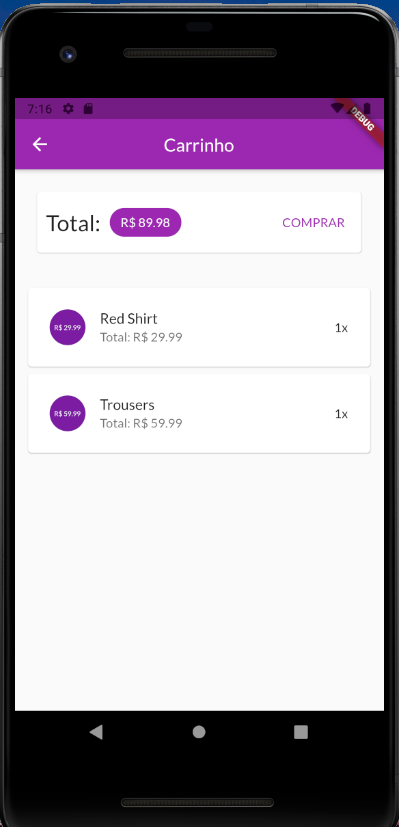 7:16
DEBUG
Carrinho
Total: R$ 89.98 COMPRAR
R$ 29.99
Red Shirt
Total: R$ 29.99
1x
R$ 59.99
Trousers
Total: R$ 59.99
1x